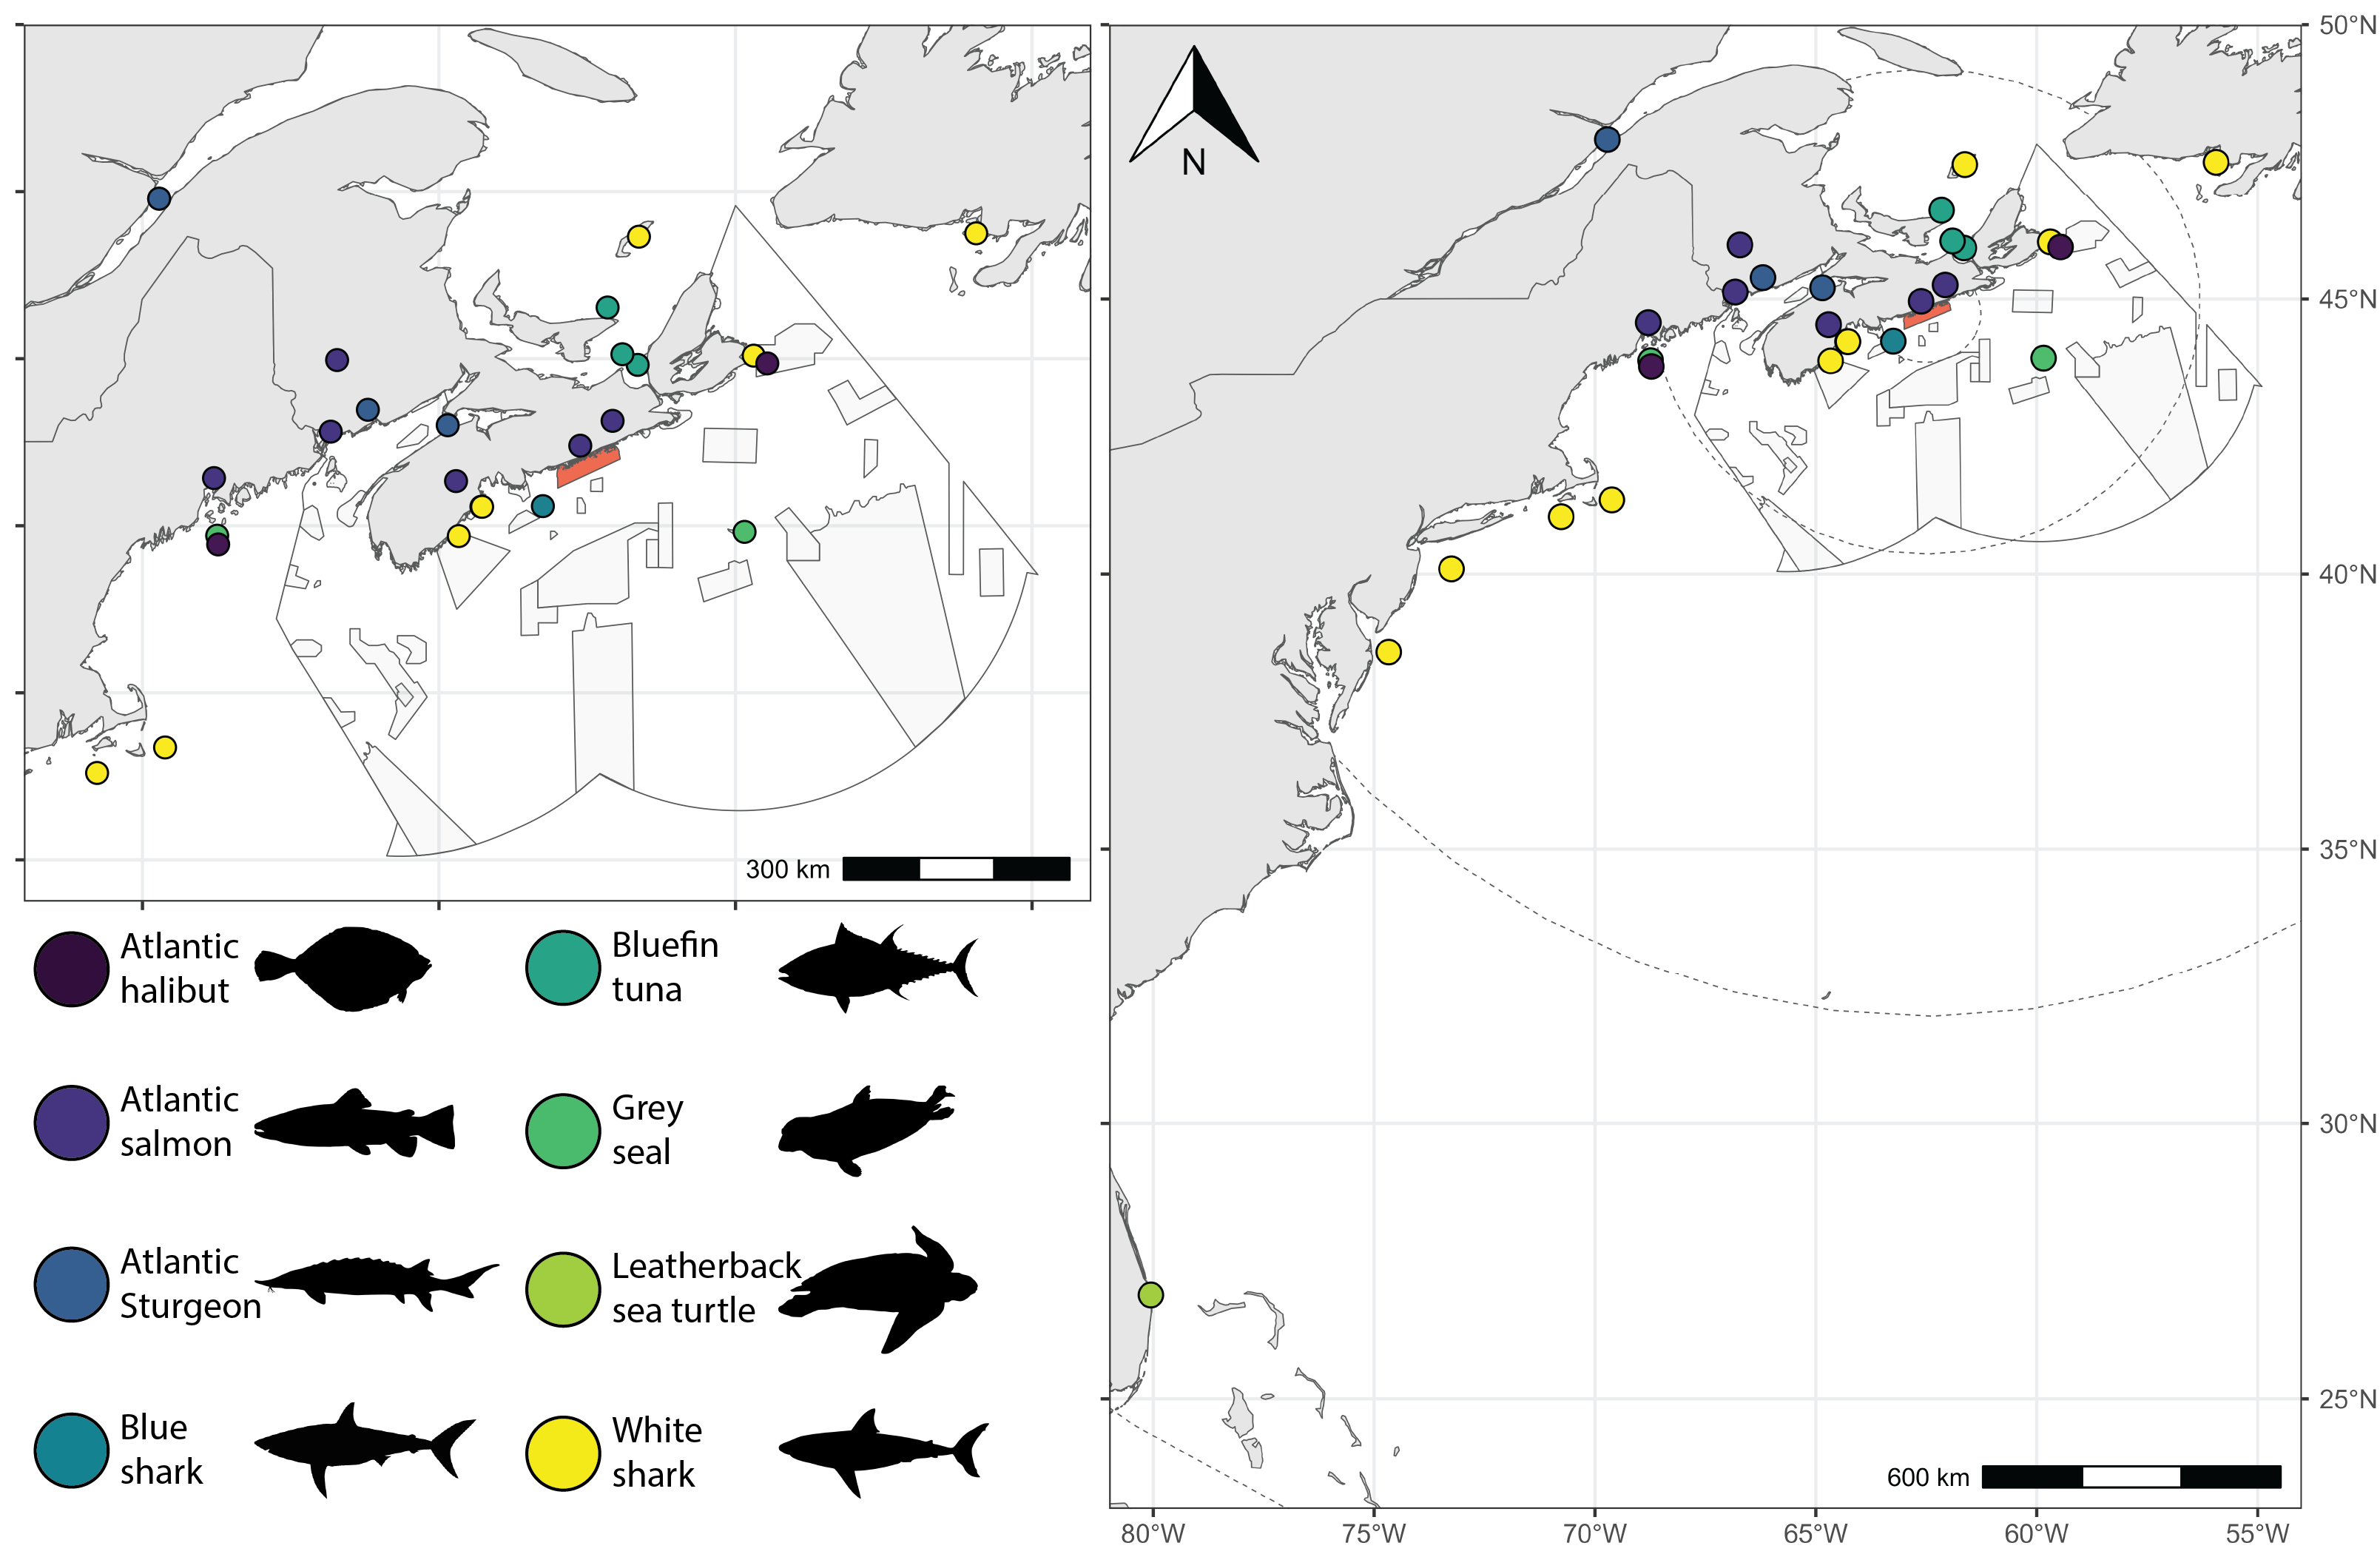 N
50°N
45°N
40°N
35°N
30°N
25°N
300 km
600 km
80°W
75°W
70°W
65°W
60°W
55°W
Atlantic
halibut
Bluefin
tuna
Atlantic
salmon
Grey
seal
Atlantic
Sturgeon
Leatherback
sea turtle
Blue
shark
White
shark